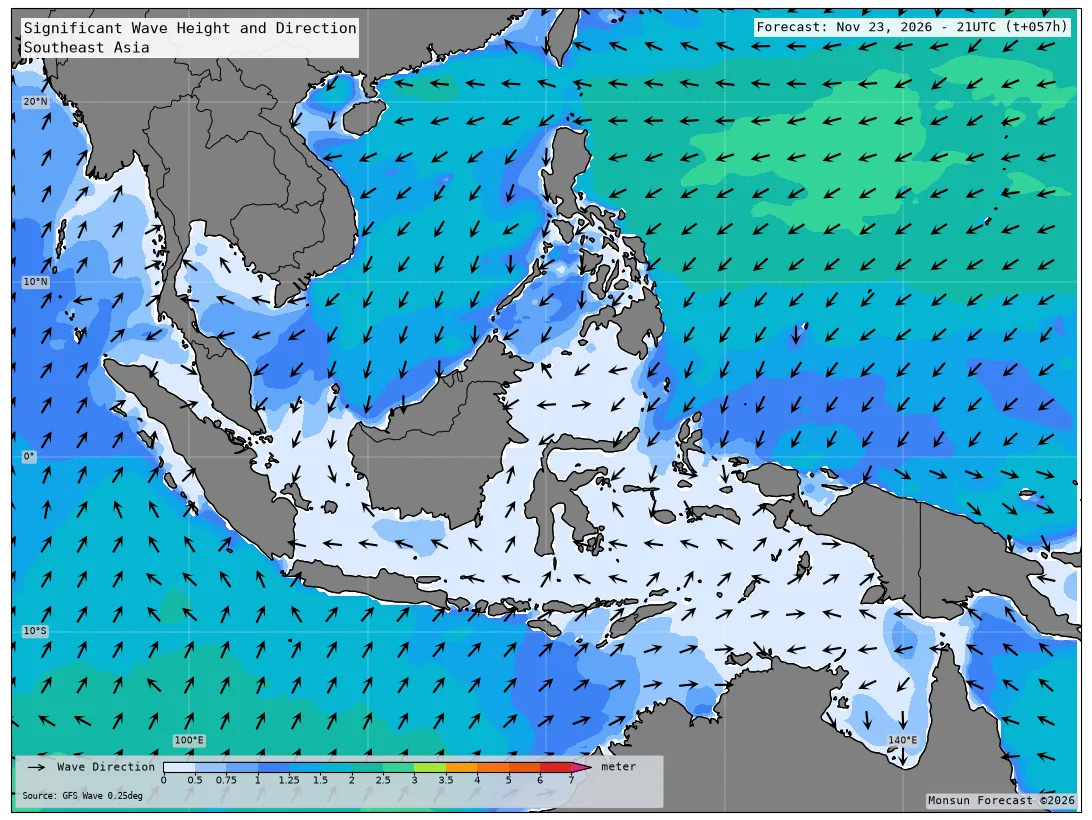 Significant Wave Height and Direction
Southeast Asia
Forecast: Nov 23, 2026 - 21UTC (t+057h)
20°N
10°N
0°
10°S
100°E
140°E
Wave Direction
meter
0 0.5 0.75 1 1.25 1.5 2 2.5 3 3.5 4 5 6 7
Source: GFS Wave 0.25deg
Monsun Forecast ©2026